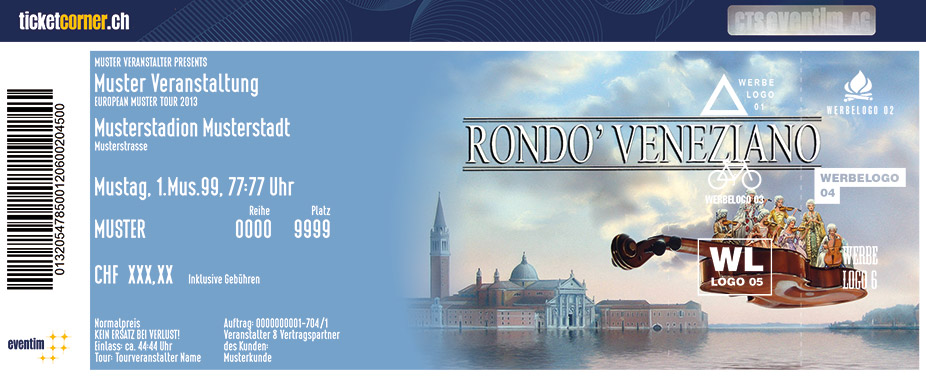 ticketcorner.ch
CTSeventim AG
MUSTER VERANSTALTER PRESENTS
Muster Veranstaltung
EUROPEAN MUSTER TOUR 2013
Musterstadion Musterstadt
Musterstrasse
Mustag, 1.Mus.99, 77:77 Uhr
Reihe Platz
MUSTER 0000 9999
CHF XXX,XX Inklusive Gebühren
Normalpreis
KEIN ERSATZ BEI VERLUST!
Einlass: ca. 44:44 Uhr
Tour: Tourveranstalter Name
Auftrag: 0000000001-704/1
Veranstalter & Vertragspartner
des Kunden:
Musterkunde
013205478500120600204500
eventim
WERBE
LOGO
01
WERBELOGO 02
RONDO' VENEZIANO
WERBELOGO 03
WERBELOGO
04
WL
LOGO 05
WERBE
LOGO 6